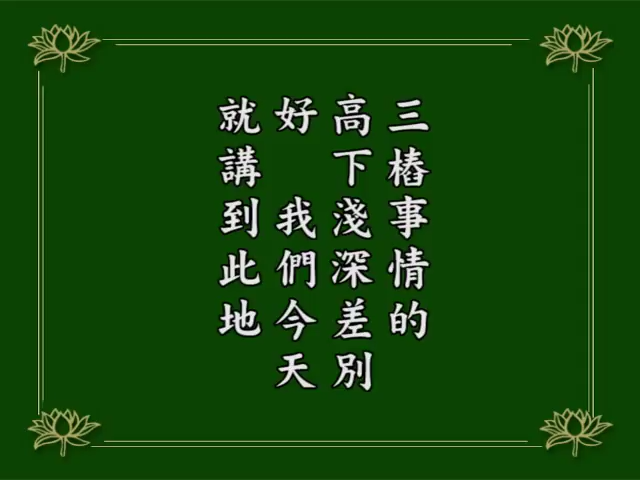 三樁事情的
高下淺深差別
好　我們今天
就講到此地